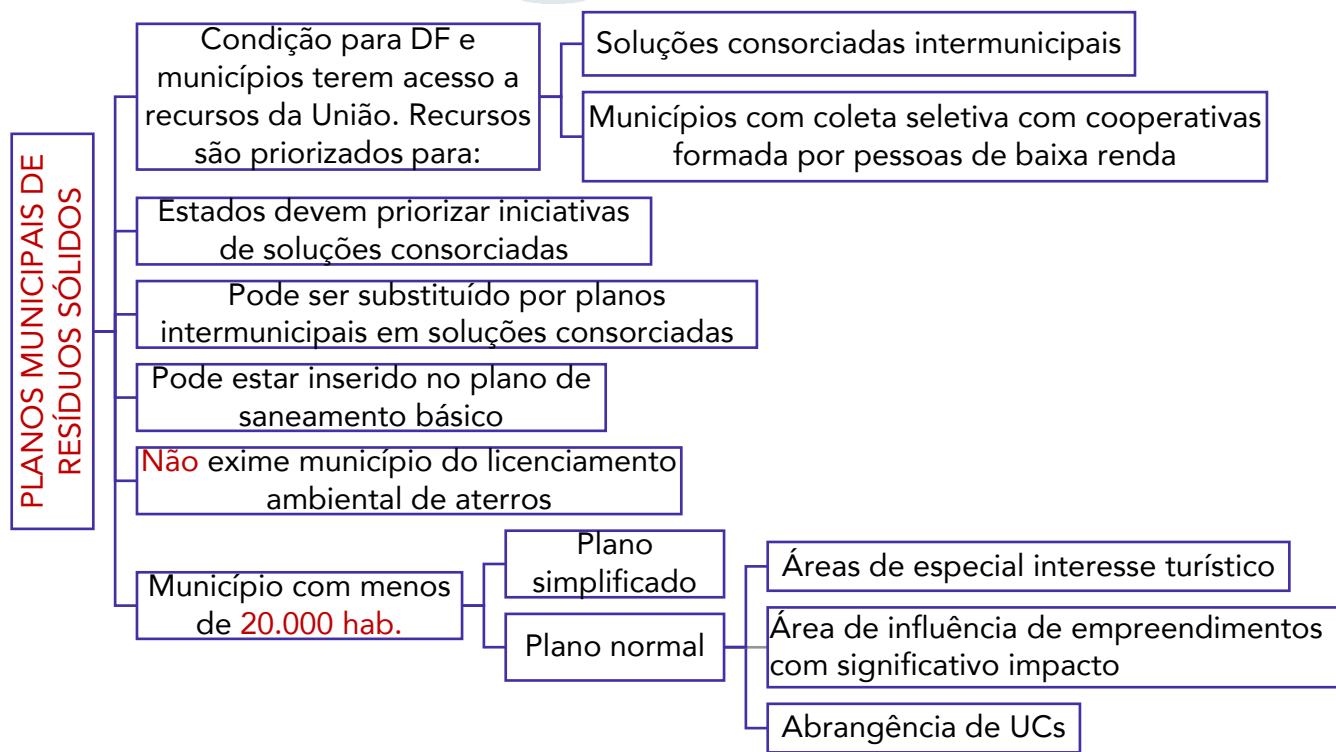 PLANOS MUNICIPAIS DE
RESÍDUOS SÓLIDOS
Condição para DF e
municípios terem acesso a
recursos da União. Recursos
são priorizados para:
Soluções consorciadas intermunicipais
Municípios com coleta seletiva com cooperativas
formada por pessoas de baixa renda
Estados devem priorizar iniciativas
de soluções consorciadas
Pode ser substituído por planos
intermunicipais em soluções consorciadas
Pode estar inserido no plano de
saneamento básico
Não exime município do licenciamento
ambiental de aterros
Município com menos
de 20.000 hab.
Plano
simplificado
Plano normal
Áreas de especial interesse turístico
Área de influência de empreendimentos
com significativo impacto
Abrangência de UCs